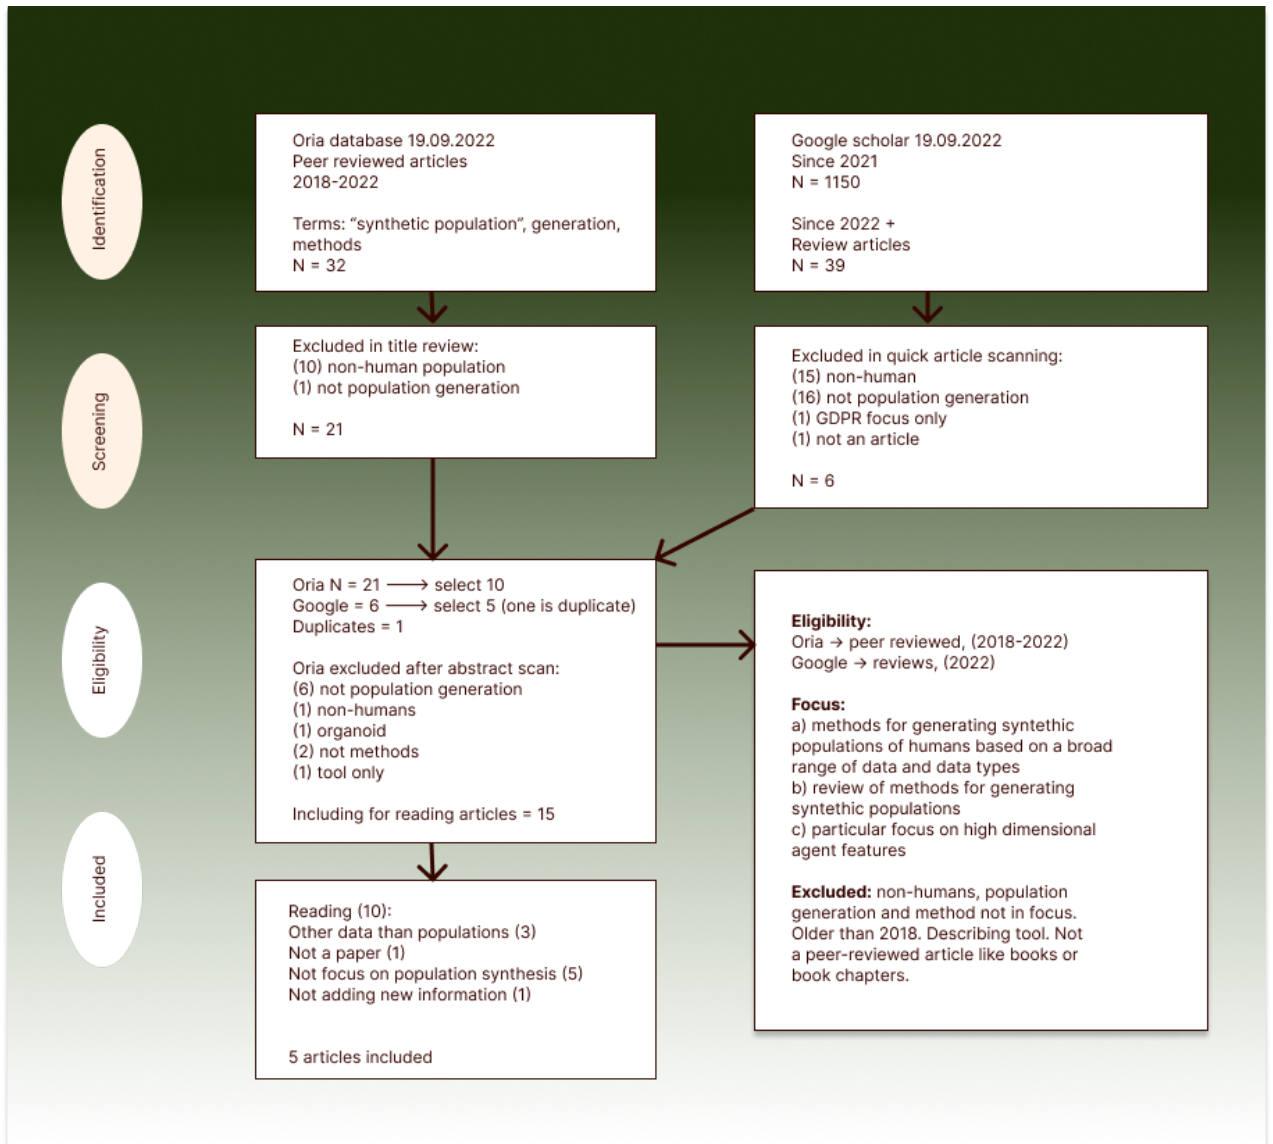 Identification
Oria database 19.09.2022
Peer reviewed articles
2018-2022
Terms: “synthetic population”, generation,
methods
N = 32
Google scholar 19.09.2022
Since 2021
N = 1150
Since 2022 +
Review articles
N = 39
Screening
Excluded in title review:
(10) non-human population
(1) not population generation
N = 21
Excluded in quick article scanning:
(15) non-human
(16) not population generation
(1) GDPR focus only
(1) not an article
N = 6
Eligibility
Oria N = 21 ⟶ select 10
Google = 6 ⟶ select 5 (one is duplicate)
Duplicates = 1
Oria excluded after abstract scan:
(6) not population generation
(1) non-humans
(1) organoid
(2) not methods
(1) tool only
Including for reading articles = 15
Eligibility:
Oria → peer reviewed, (2018-2022)
Google → reviews, (2022)
Focus:
a) methods for generating syntethic
populations of humans based on a broad
range of data and data types
b) review of methods for generating
syntethic populations
c) particular focus on high dimensional
agent features
Excluded: non-humans, population
generation and method not in focus.
Older than 2018. Describing tool. Not
a peer-reviewed article like books or
book chapters.
Included
Reading (10):
Other data than populations (3)
Not a paper (1)
Not focus on population synthesis (5)
Not adding new information (1)
5 articles included